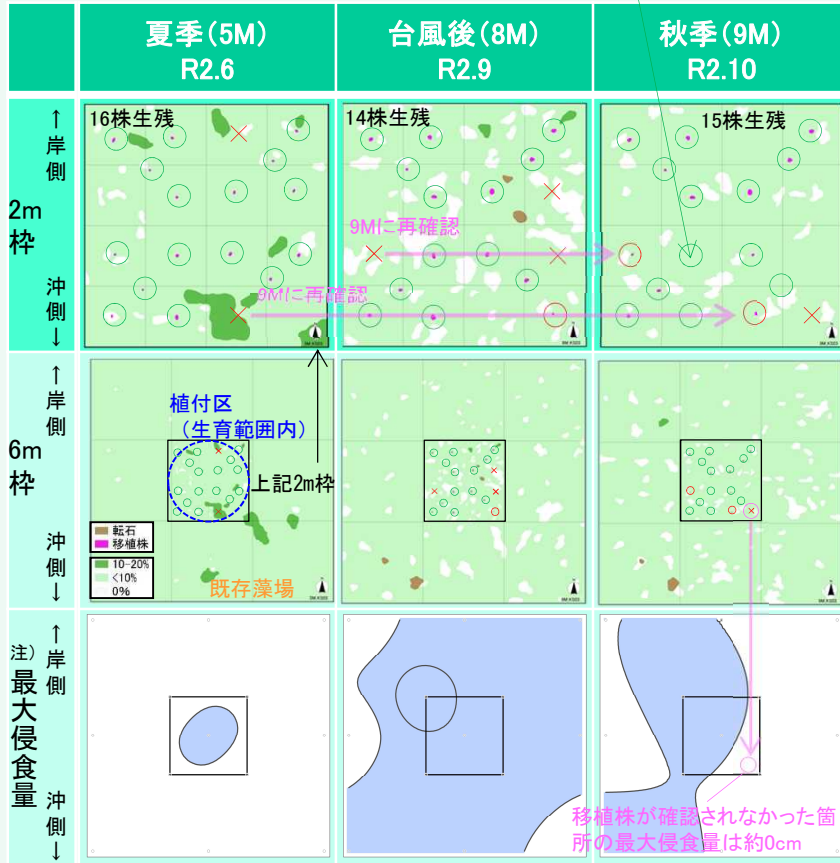 夏季(5M)
R2.6
台風後(8M)
R2.9
秋季(9M)
R2.10
↑
岸
側
2m
枠
沖
側
↓
16株生残
14株生残
15株生残
9Mに再確認
9Mに再確認
↑
岸
側
6m
枠
沖
側
↓
植付区
(生育範囲内)
上記2m枠
転石
移植株
10-20%
<10%
0%
既存藻場
注)
↑
岸
側
最大侵食量
沖
側
↓
移植株が確認されなかった箇
所の最大侵食量は約0cm